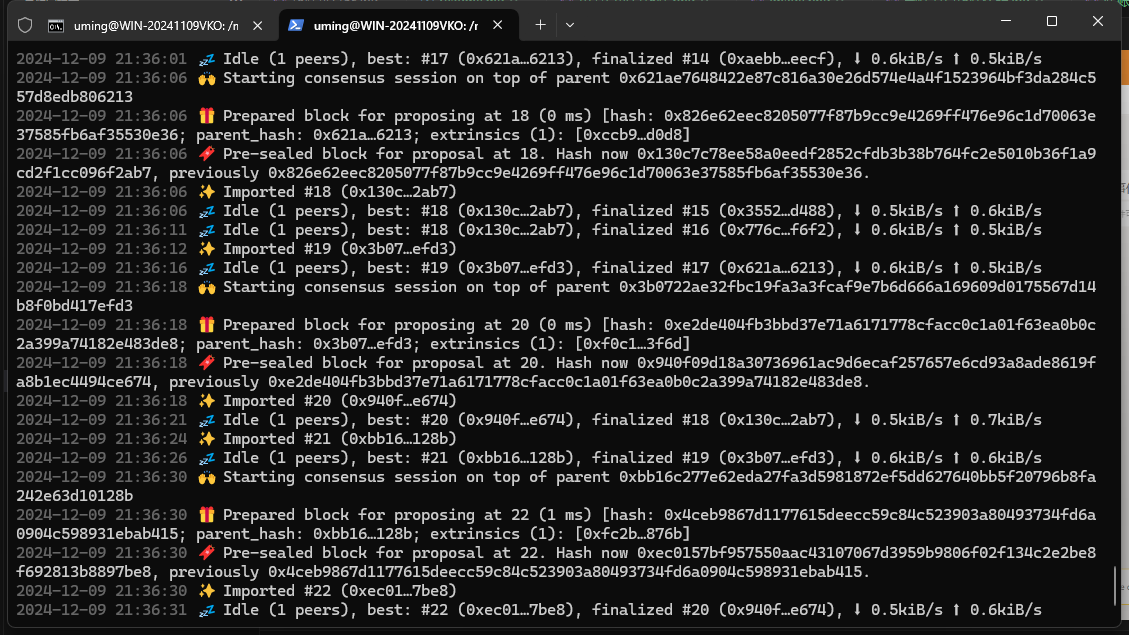 uming@WIN-20241109VKO: /n
uming@WIN-20241109VKO: /r
2024-12-09 21:36:01 💤 Idle (1 peers), best: #17 (0x621a…6213), finalized #14 (0xaebb…eecf), ⬇ 0.6kiB/s ⬆ 0.5kiB/s
2024-12-09 21:36:06 🙌 Starting consensus session on top of parent 0x621ae7648422e87c816a30e26d574e4a4f1523964bf3da284c5
57d8edb806213
2024-12-09 21:36:06 🎁 Prepared block for proposing at 18 (0 ms) [hash: 0x826e62eec8205077f87b9cc9e4269ff476e96c1d70063e
37585fb6af35530e36; parent_hash: 0x621a…6213; extrinsics (1): [0xccb9…d0d8]
2024-12-09 21:36:06 🔖 Pre-sealed block for proposal at 18. Hash now 0x130c7c78ee58a0eedf2852cfdb3b38b764fc2e5010b36f1a9
cd2f1cc096f2ab7, previously 0x826e62eec8205077f87b9cc9e4269ff476e96c1d70063e37585fb6af35530e36.
2024-12-09 21:36:06 ✨ Imported #18 (0x130c…2ab7)
2024-12-09 21:36:06 💤 Idle (1 peers), best: #18 (0x130c…2ab7), finalized #15 (0x3552…d488), ⬇ 0.5kiB/s ⬆ 0.6kiB/s
2024-12-09 21:36:11 💤 Idle (1 peers), best: #18 (0x130c…2ab7), finalized #16 (0x776c…f6f2), ⬇ 0.6kiB/s ⬆ 0.5kiB/s
2024-12-09 21:36:12 ✨ Imported #19 (0x3b07…efd3)
2024-12-09 21:36:16 💤 Idle (1 peers), best: #19 (0x3b07…efd3), finalized #17 (0x621a…6213), ⬇ 0.6kiB/s ⬆ 0.5kiB/s
2024-12-09 21:36:18 🙌 Starting consensus session on top of parent 0x3b0722ae32fbc19fa3a3fcaf9e7b6d666a169609d0175567d14
b8f0bd417efd3
2024-12-09 21:36:18 🎁 Prepared block for proposing at 20 (0 ms) [hash: 0xe2de404fb3bbd37e71a6171778cfacc0c1a01f63ea0b0c
2a399a74182e483de8; parent_hash: 0x3b07…efd3; extrinsics (1): [0xf0c1…3f6d]
2024-12-09 21:36:18 🔖 Pre-sealed block for proposal at 20. Hash now 0x940f09d18a30736961ac9d6ecaf257657e6cd93a8ade8619f
a8b1ec4494ce674, previously 0xe2de404fb3bbd37e71a6171778cfacc0c1a01f63ea0b0c2a399a74182e483de8.
2024-12-09 21:36:18 ✨ Imported #20 (0x940f…e674)
2024-12-09 21:36:21 💤 Idle (1 peers), best: #20 (0x940f…e674), finalized #18 (0x130c…2ab7), ⬇ 0.5kiB/s ⬆ 0.7kiB/s
2024-12-09 21:36:24 ✨ Imported #21 (0xbb16…128b)
2024-12-09 21:36:26 💤 Idle (1 peers), best: #21 (0xbb16…128b), finalized #19 (0x3b07…efd3), ⬇ 0.6kiB/s ⬆ 0.6kiB/s
2024-12-09 21:36:30 🙌 Starting consensus session on top of parent 0xbb16c277e62eda27fa3d5981872ef5dd627640bb5f20796b8fa
242e63d10128b
2024-12-09 21:36:30 🎁 Prepared block for proposing at 22 (1 ms) [hash: 0x4ceb9867d1177615deecc59c84c523903a80493734fd6a
0904c598931ebab415; parent_hash: 0xbb16…128b; extrinsics (1): [0xfc2b…876b]
2024-12-09 21:36:30 🔖 Pre-sealed block for proposal at 22. Hash now 0xec0157bf957550aac43107067d3959b9806f02f134c2e2be8
f692813b8897be8, previously 0x4ceb9867d1177615deecc59c84c523903a80493734fd6a0904c598931ebab415.
2024-12-09 21:36:30 ✨ Imported #22 (0xec01…7be8)
2024-12-09 21:36:31 💤 Idle (1 peers), best: #22 (0xec01…7be8), finalized #20 (0x940f…e674), ⬇ 0.5kiB/s ⬆ 0.6kiB/s